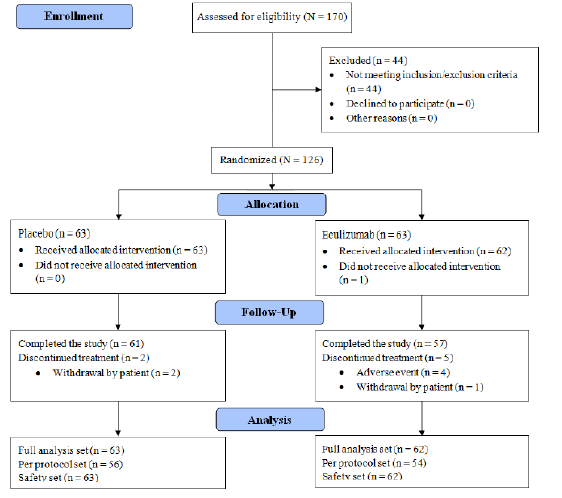 Enrollment
Assessed for eligibility (N = 170)
Excluded (n = 44)
• Not meeting inclusion/exclusion criteria
(n = 44)
• Declined to participate (n = 0)
• Other reasons (n = 0)
Randomized (N = 126)
Allocation
Placebo (n = 63)
• Received allocated intervention (n = 63)
• Did not receive allocated intervention
(n = 0)
Eculizumab (n = 63)
• Received allocated intervention (n = 62)
• Did not receive allocated intervention
(n = 1)
Follow-Up
Completed the study (n = 61)
Discontinued treatment (n = 2)
• Withdrawal by patient (n = 2)
Completed the study (n = 57)
Discontinued treatment (n = 5)
• Adverse event (n = 4)
• Withdrawal by patient (n = 1)
Analysis
Full analysis set (n = 63)
Per protocol set (n = 56)
Safety set (n = 63)
Full analysis set (n = 62)
Per protocol set (n = 54)
Safety set (n = 62)